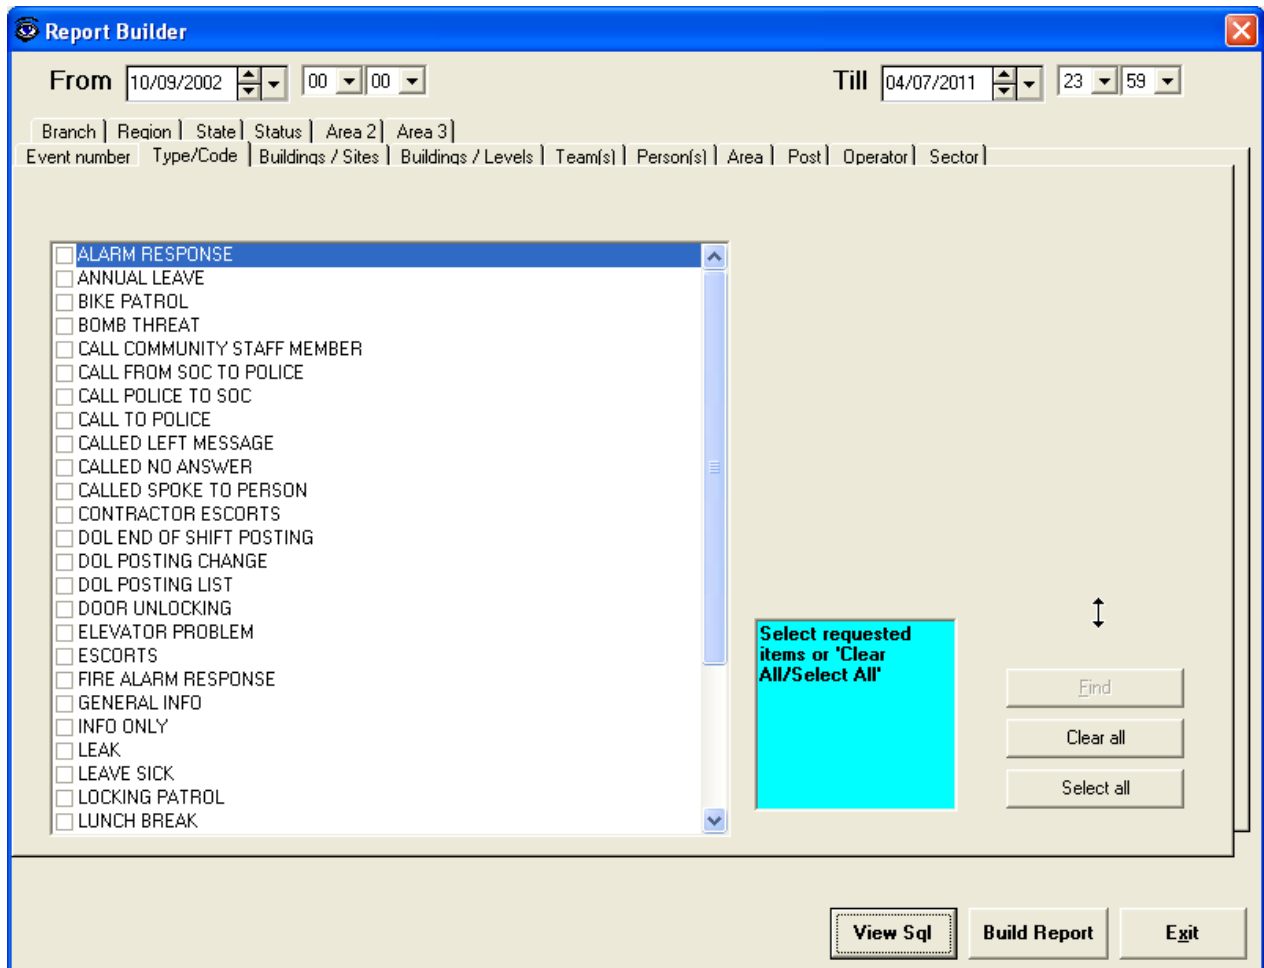 Report Builder
From 10/09/2002 00 00 Till 04/07/2011 23 59
Branch Region State Status Area 2 Area 3
Event number Type/Code Buildings / Sites Buildings / Levels Team(s) Person(s) Area Post Operator Sector
ALARM RESPONSE
ANNUAL LEAVE
BIKE PATROL
BOMB THREAT
CALL COMMUNITY STAFF MEMBER
CALL FROM SOC TO POLICE
CALL POLICE TO SOC
CALL TO POLICE
CALLED LEFT MESSAGE
CALLED NO ANSWER
CALLED SPOKE TO PERSON
CONTRACTOR ESCORTS
DOL END OF SHIFT POSTING
DOL POSTING CHANGE
DOL POSTING LIST
DOOR UNLOCKING
ELEVATOR PROBLEM
ESCORTS
FIRE ALARM RESPONSE
GENERAL INFO
INFO ONLY
LEAK
LEAVE SICK
LOCKING PATROL
LUNCH BREAK
Select requested
items or 'Clear
All/Select All'
Find
Clear all
Select all
View Sql Build Report Exit